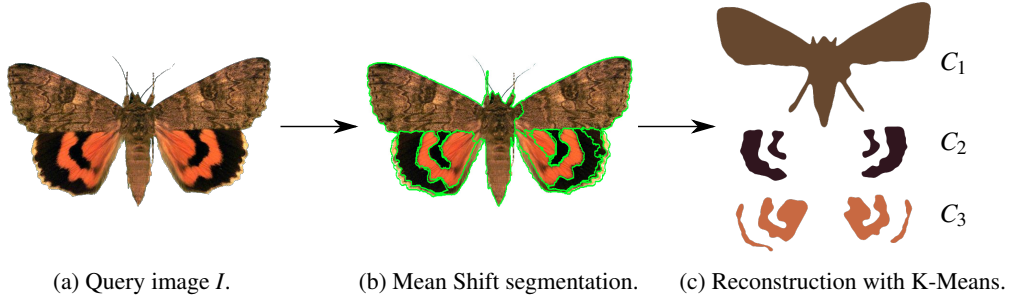 C1
C2
C3
(a) Query image I.
(b) Mean Shift segmentation.
(c) Reconstruction with K-Means.